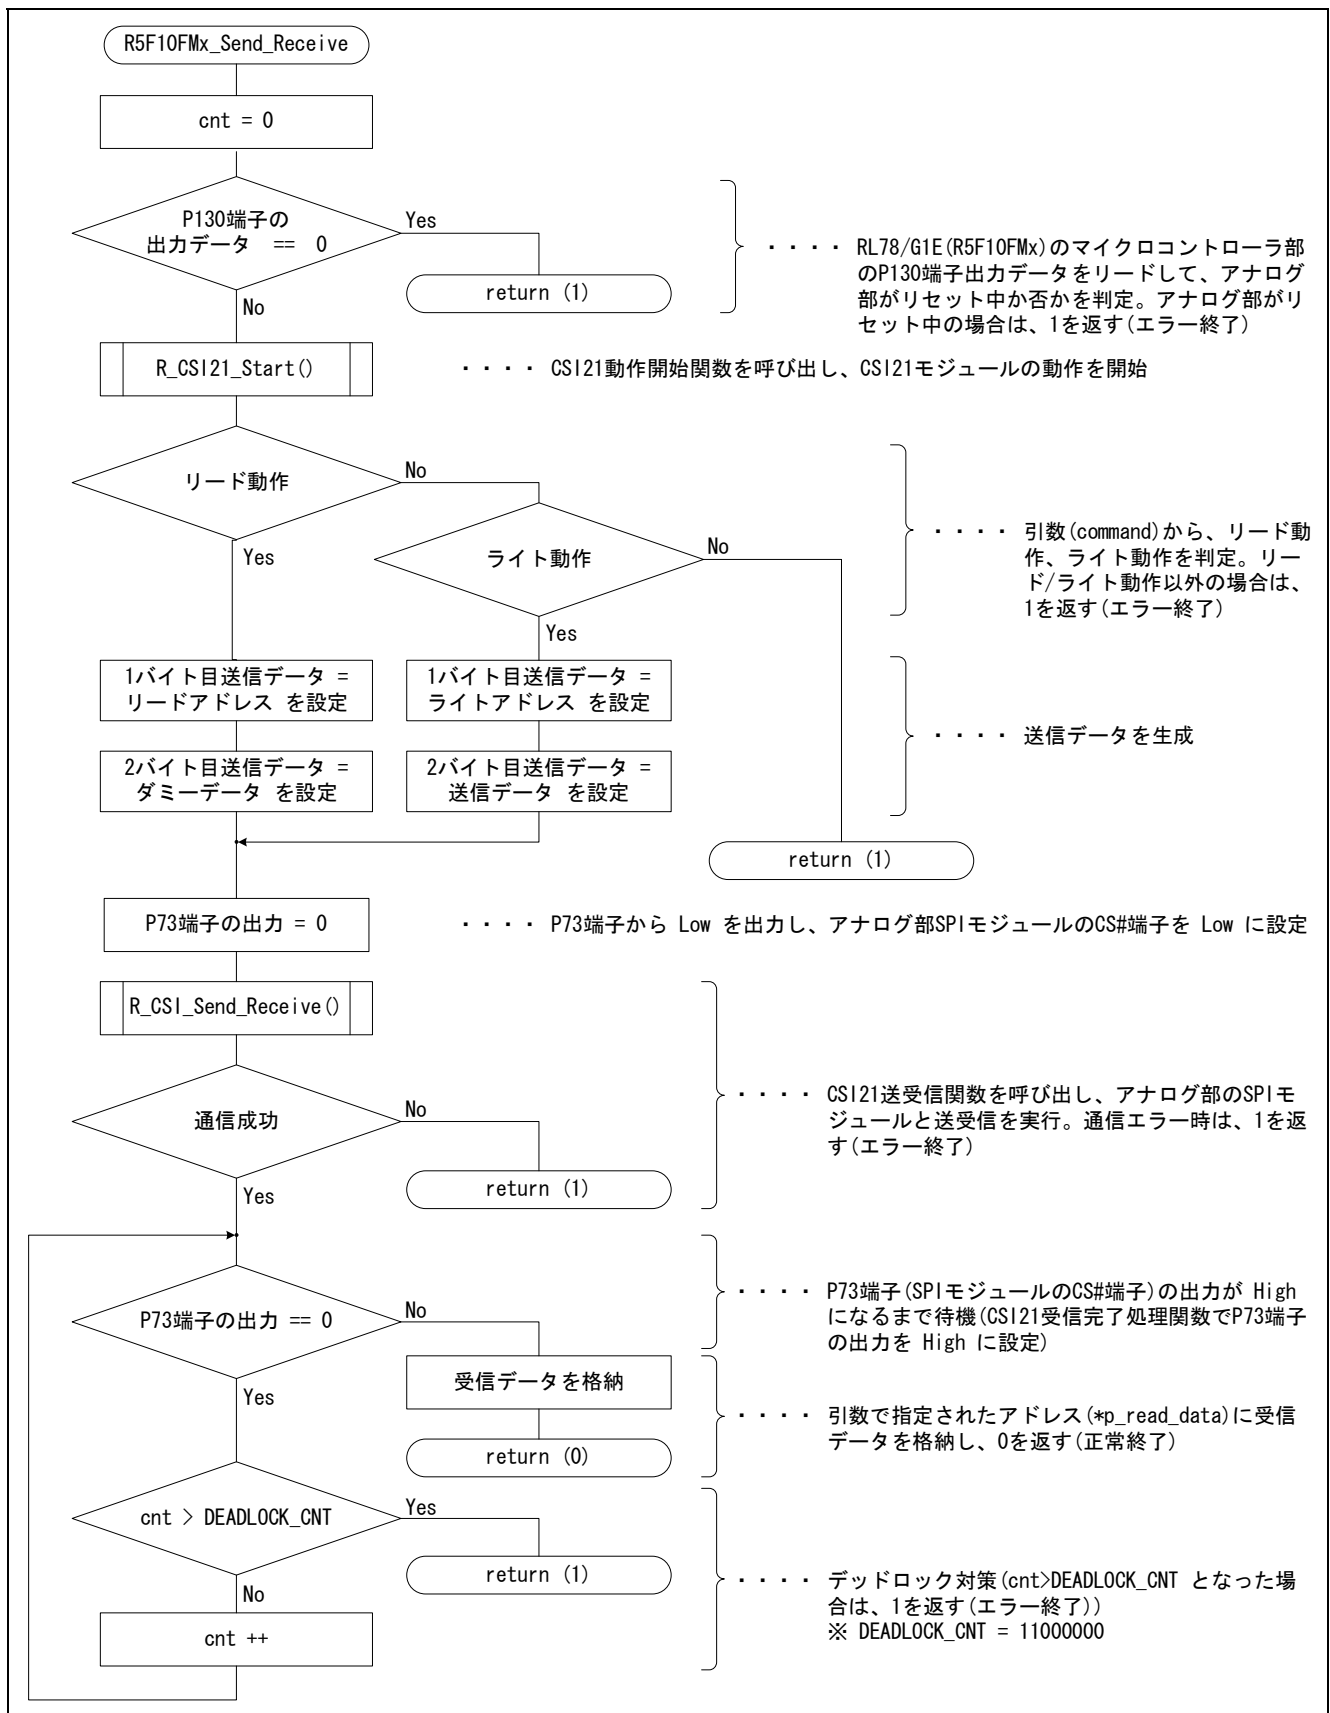 R5F10FMx_Send_Receive
cnt = 0
P130端子の
出力データ == 0
Yes
return (1)
No
・・・・ RL78/G1E(R5F10FMx)のマイクロコントローラ部
のP130端子出力データをリードして、アナログ
部がリセット中か否かを判定。アナログ部がリ
セット中の場合は、1を返す(エラー終了)
R_CSI21_Start()
・・・・ CSI21動作開始関数を呼び出し、CSI21モジュールの動作を開始
リード動作
No
Yes
ライト動作
No
Yes
・・・・ 引数(command)から、リード動
作、ライト動作を判定。リー
ド/ライト動作以外の場合は、
1を返す(エラー終了)
1バイト目送信データ =
リードアドレス を設定
1バイト目送信データ =
ライトアドレス を設定
2バイト目送信データ =
ダミーデータ を設定
2バイト目送信データ =
送信データ を設定
・・・・ 送信データを生成
return (1)
P73端子の出力 = 0
・・・・ P73端子から Low を出力し、アナログ部SPIモジュールのCS#端子を Low に設定
R_CSI_Send_Receive()
通信成功
No
return (1)
Yes
・・・・ CSI21送受信関数を呼び出し、アナログ部のSPIモ
ジュールと送受信を実行。通信エラー時は、1を返
す(エラー終了)
P73端子の出力 == 0
No
Yes
・・・・ P73端子(SPIモジュールのCS#端子)の出力が High
になるまで待機(CSI21受信完了処理関数でP73端子
の出力を High に設定)
受信データを格納
return (0)
・・・・ 引数で指定されたアドレス(*p_read_data)に受信
データを格納し、0を返す(正常終了)
cnt > DEADLOCK_CNT
Yes
return (1)
No
cnt ++
・・・・ デッドロック対策(cnt>DEADLOCK_CNT となった場
合は、1を返す(エラー終了))
※ DEADLOCK_CNT = 11000000